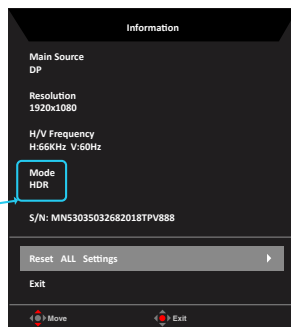 Information
Main Source
DP
Resolution
1920x1080
H/V Frequency
H:66KHz V:60Hz
Mode
HDR
S/N: MN53035032682018TPV888
Reset ALL Settings
Exit
Move Exit